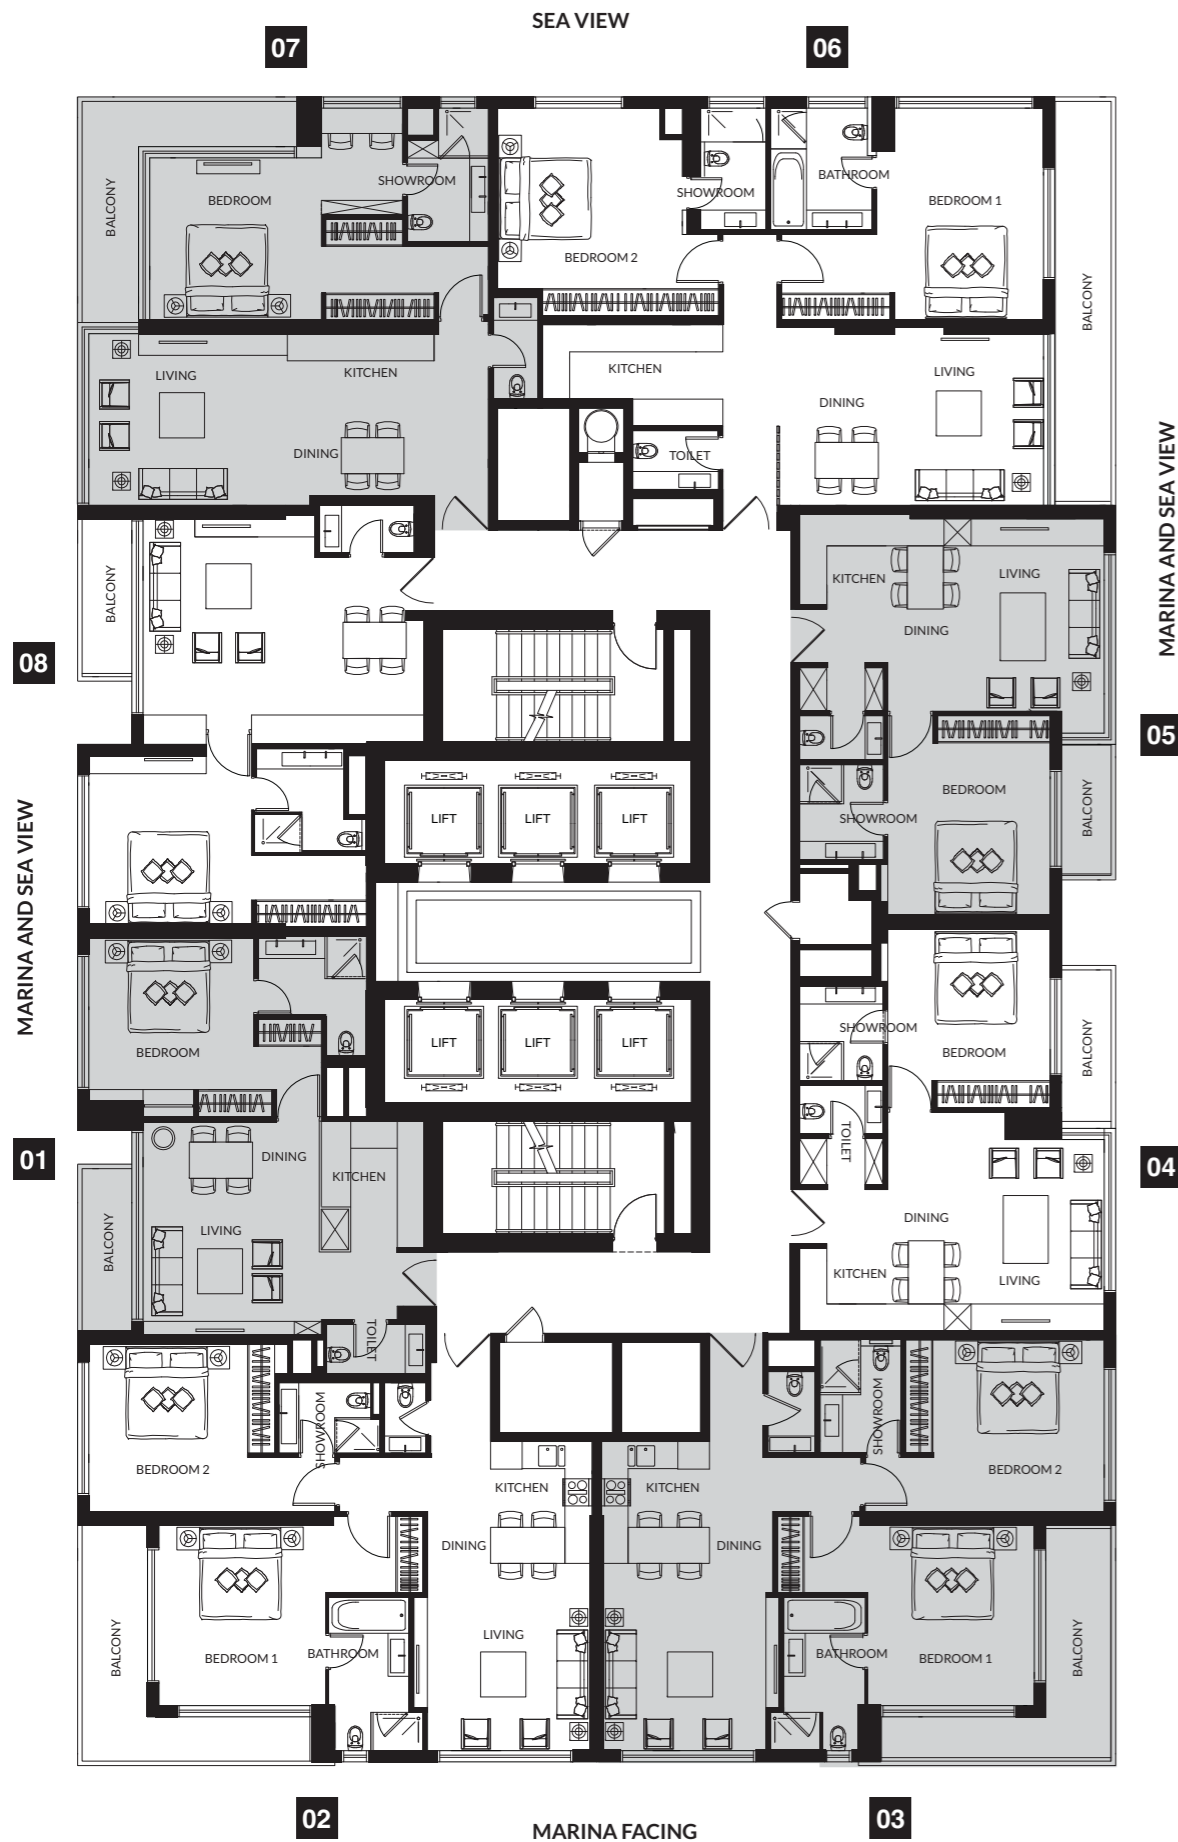 SEA VIEW
07
06
BALCONY
BEDROOM
SHOWROOM
BEDROOM 2
SHOWROOM
BATHROOM
BEDROOM 1
BALCONY
LIVING
KITCHEN
DINING
KITCHEN
TOILET
DINING
LIVING
MARINA AND SEA VIEW
BALCONY
08
KITCHEN
LIVING
DINING
05
BEDROOM
SHOWROOM
BALCONY
MARINA AND SEA VIEW
LIFT
LIFT
LIFT
LIFT
LIFT
LIFT
BEDROOM
SHOWROOM
BEDROOM
BALCONY
01
BALCONY
DINING
KITCHEN
LIVING
TOILET
TOILET
04
DINING
KITCHEN
LIVING
BEDROOM 2
SHOWROOM
KITCHEN
DINING
LIVING
BALCONY
BEDROOM 1
BATHROOM
KITCHEN
DINING
SHOWROOM
BEDROOM 2
BATHROOM
BEDROOM 1
BALCONY
02
MARINA FACING
03